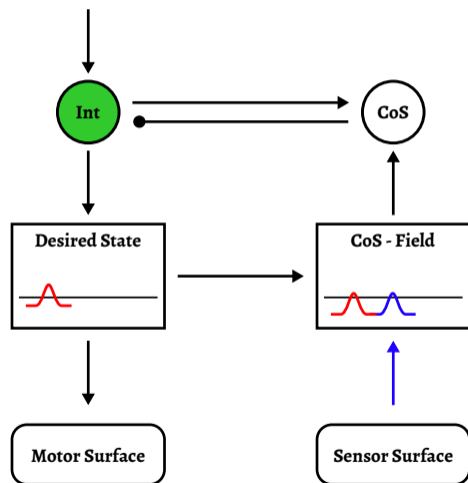 Int
CoS
Desired State
CoS - Field
Motor Surface
Sensor Surface